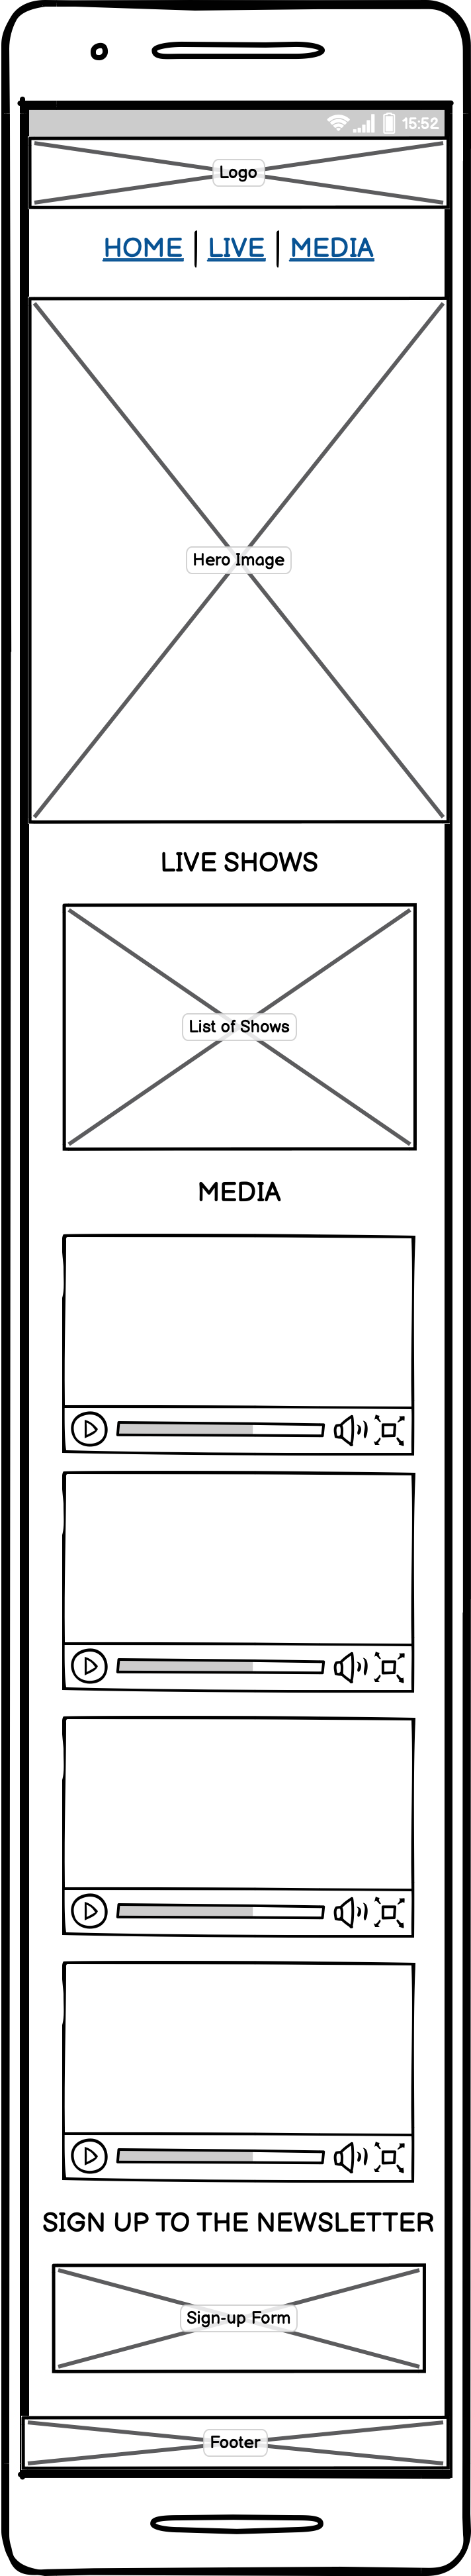 15:52
Logo
HOME | LIVE | MEDIA
Hero Image
LIVE SHOWS
List of Shows
MEDIA
SIGN UP TO THE NEWSLETTER
Sign-up Form
Footer